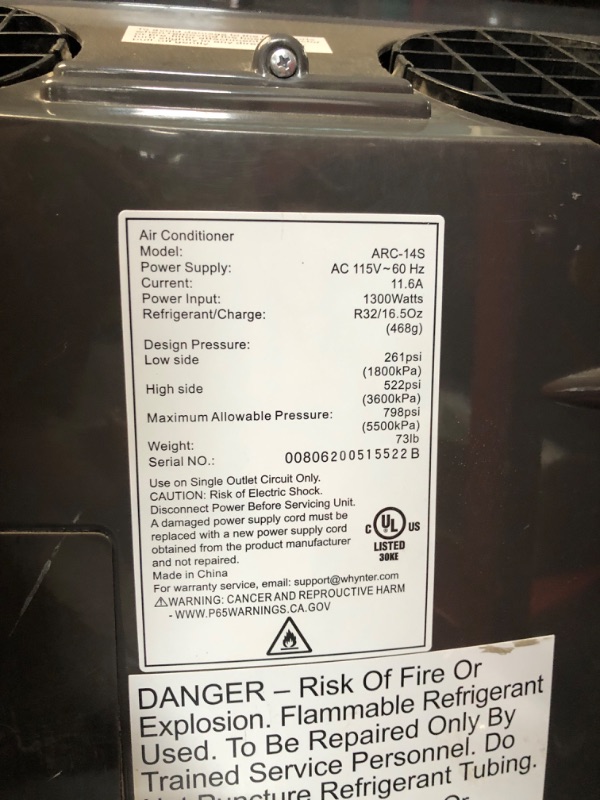 Air Conditioner
Model: ARC-14S
Power Supply: AC 115V~60 Hz
Current: 11.6A
Power Input: 1300Watts
Refrigerant/Charge: R32/16.5Oz
(468g)
Design Pressure:
Low side 261psi
(1800kPa)
High side 522psi
(3600kPa)
Maximum Allowable Pressure: 798psi
(5500kPa)
Weight: 73lb
Serial NO.: 00806200515522 B
Use on Single Outlet Circuit Only.
CAUTION: Risk of Electric Shock.
Disconnect Power Before Servicing Unit.
A damaged power supply cord must be
replaced with a new power supply cord
obtained from the product manufacturer
and not repaired.
C UL US
LISTED
30KE
Made in China
For warranty service, email: support@whynter.com
⚠WARNING: CANCER AND REPROUCTIVE HARM
- WWW.P65WARNINGS.CA.GOV
DANGER – Risk Of Fire Or
Explosion. Flammable Refrigerant
Used. To Be Repaired Only By
Trained Service Personnel. Do
Not Puncture Refrigerant Tubing.
Or